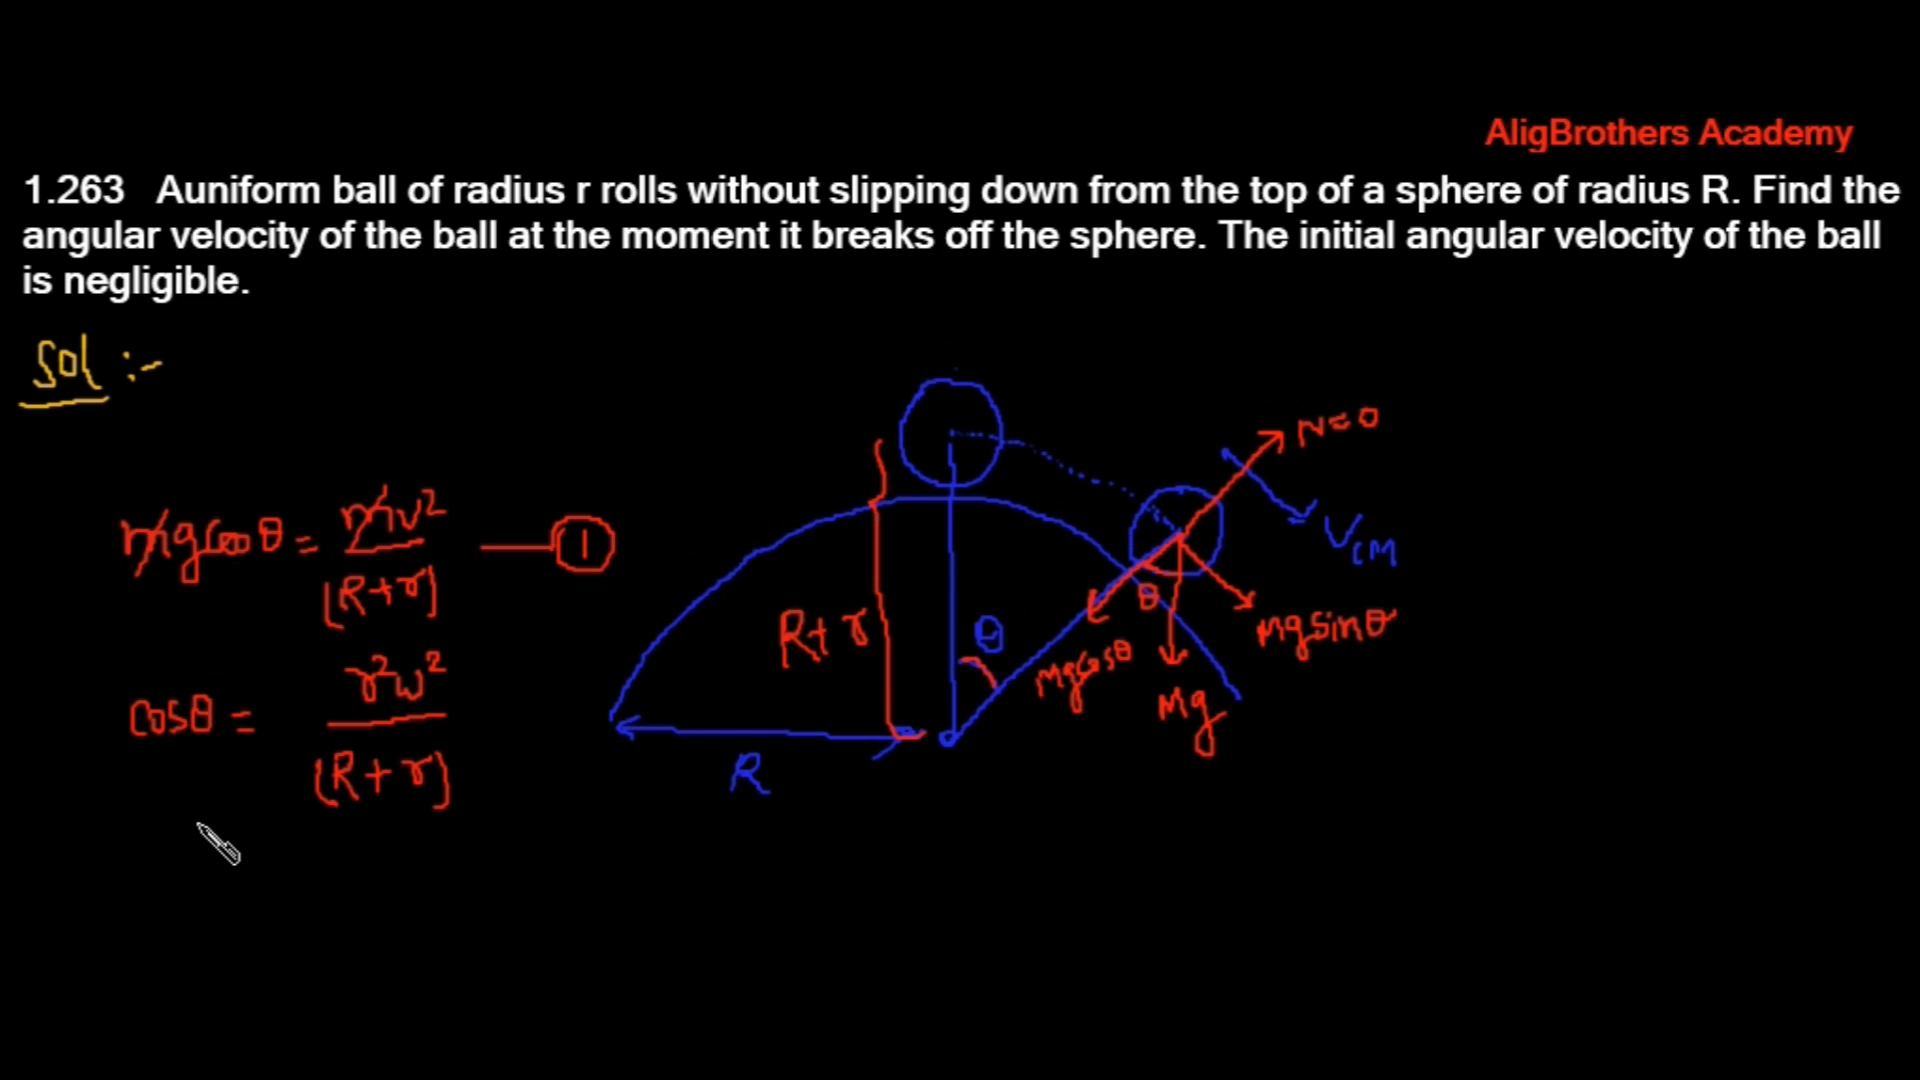 AligBrothers Academy
1.263 Auniform ball of radius r rolls without slipping down from the top of a sphere of radius R. Find the
angular velocity of the ball at the moment it breaks off the sphere. The initial angular velocity of the ball
is negligible.
Sol :-
N=0
V_CM
mg cos θ = mv²/(R+r) — ①
R+r
θ
θ
Mg sin θ
Mg cos θ
Mg
cos θ = r²ω²/(R+r)
R